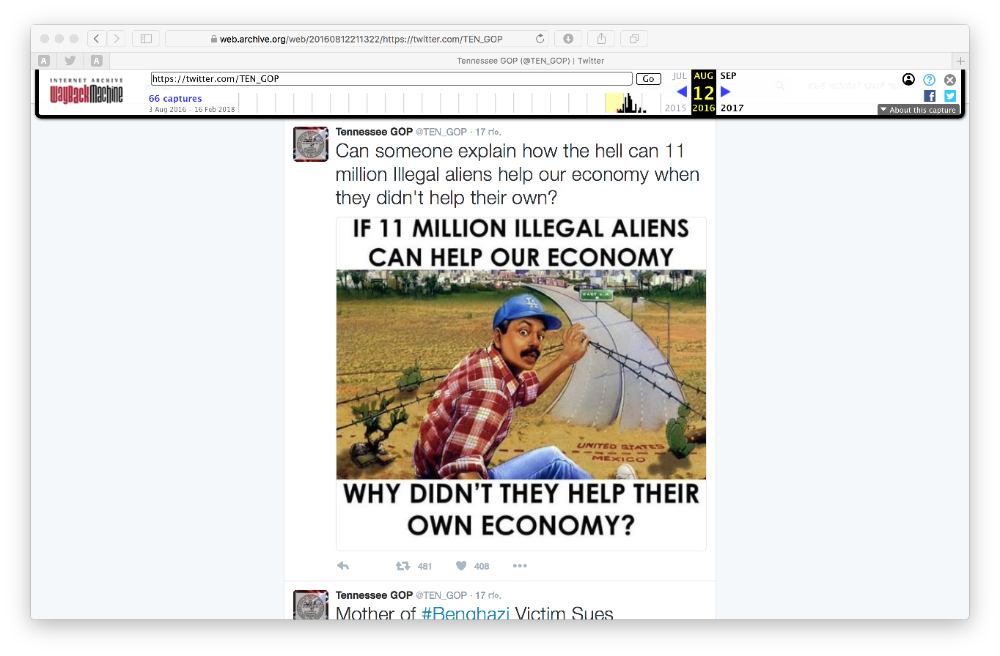 web.archive.org/web/20160812211322/https://twitter.com/TEN_GOP
A
A
Tennessee GOP (@TEN_GOP) | Twitter
INTERNET ARCHIVE
WayBackMachine
https://twitter.com/TEN_GOP
Go
JUL AUG SEP
66 captures
12
3 Aug 2016 – 16 Feb 2018
2015 2016 2017
About this capture
Tennessee GOP @TEN_GOP · 17 ಗಂ.
Can someone explain how the hell can 11
million Illegal aliens help our economy when
they didn't help their own?
IF 11 MILLION ILLEGAL ALIENS
CAN HELP OUR ECONOMY
EAST L.A.
LA
UNITED STATES
MEXICO
WHY DIDN'T THEY HELP THEIR
OWN ECONOMY?
481
408
Tennessee GOP @TEN_GOP · 17 ಗಂ.
Mother of #Benghazi Victim Sues